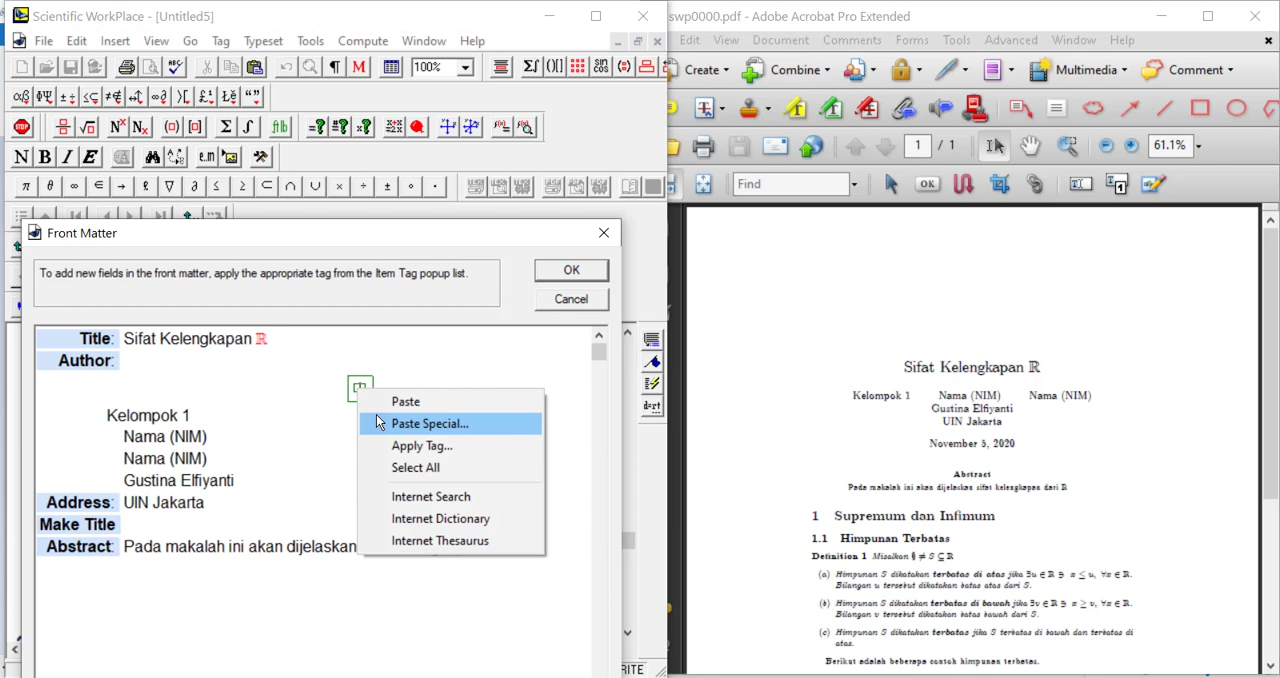 Scientific WorkPlace - [Untitled5]
File Edit Insert View Go Tag Typeset Tools Compute Window Help
100%
Front Matter
To add new fields in the front matter, apply the appropriate tag from the Item Tag popup list.
OK
Cancel
Title: Sifat Kelengkapan ℝ
Author:
Kelompok 1
Nama (NIM)
Nama (NIM)
Gustina Elfiyanti
Address: UIN Jakarta
Make Title
Abstract: Pada makalah ini akan dijelaskan
Paste
Paste Special...
Apply Tag...
Select All
Internet Search
Internet Dictionary
Internet Thesaurus
RITE
swp0000.pdf - Adobe Acrobat Pro Extended
Edit View Document Comments Forms Tools Advanced Window Help
Create Combine Multimedia Comment
1 / 1 61.1%
Find OK
Sifat Kelengkapan ℝ
Kelompok 1 Nama (NIM) Nama (NIM)
Gustina Elfiyanti
UIN Jakarta
November 5, 2020
Abstract
Pada makalah ini akan dijelaskan sifat kelengkapan dari ℝ
1 Supremum dan Infimum
1.1 Himpunan Terbatas
Definition 1 Misalkan ∅ ≠ S ⊆ ℝ
(a) Himpunan S dikatakan terbatas di atas jika ∃u ∈ ℝ ∋ x ≤ u, ∀x ∈ ℝ.
Bilangan u tersebut dikatakan batas atas dari S.
(b) Himpunan S dikatakan terbatas di bawah jika ∃v ∈ ℝ ∋ x ≥ v, ∀x ∈ ℝ.
Bilangan v tersebut dikatakan batas bawah dari S.
(c) Himpunan S dikatakan terbatas jika S terbatas di bawah dan terbatas di
atas.
Berikut adalah beberapa contoh himpunan terbatas.